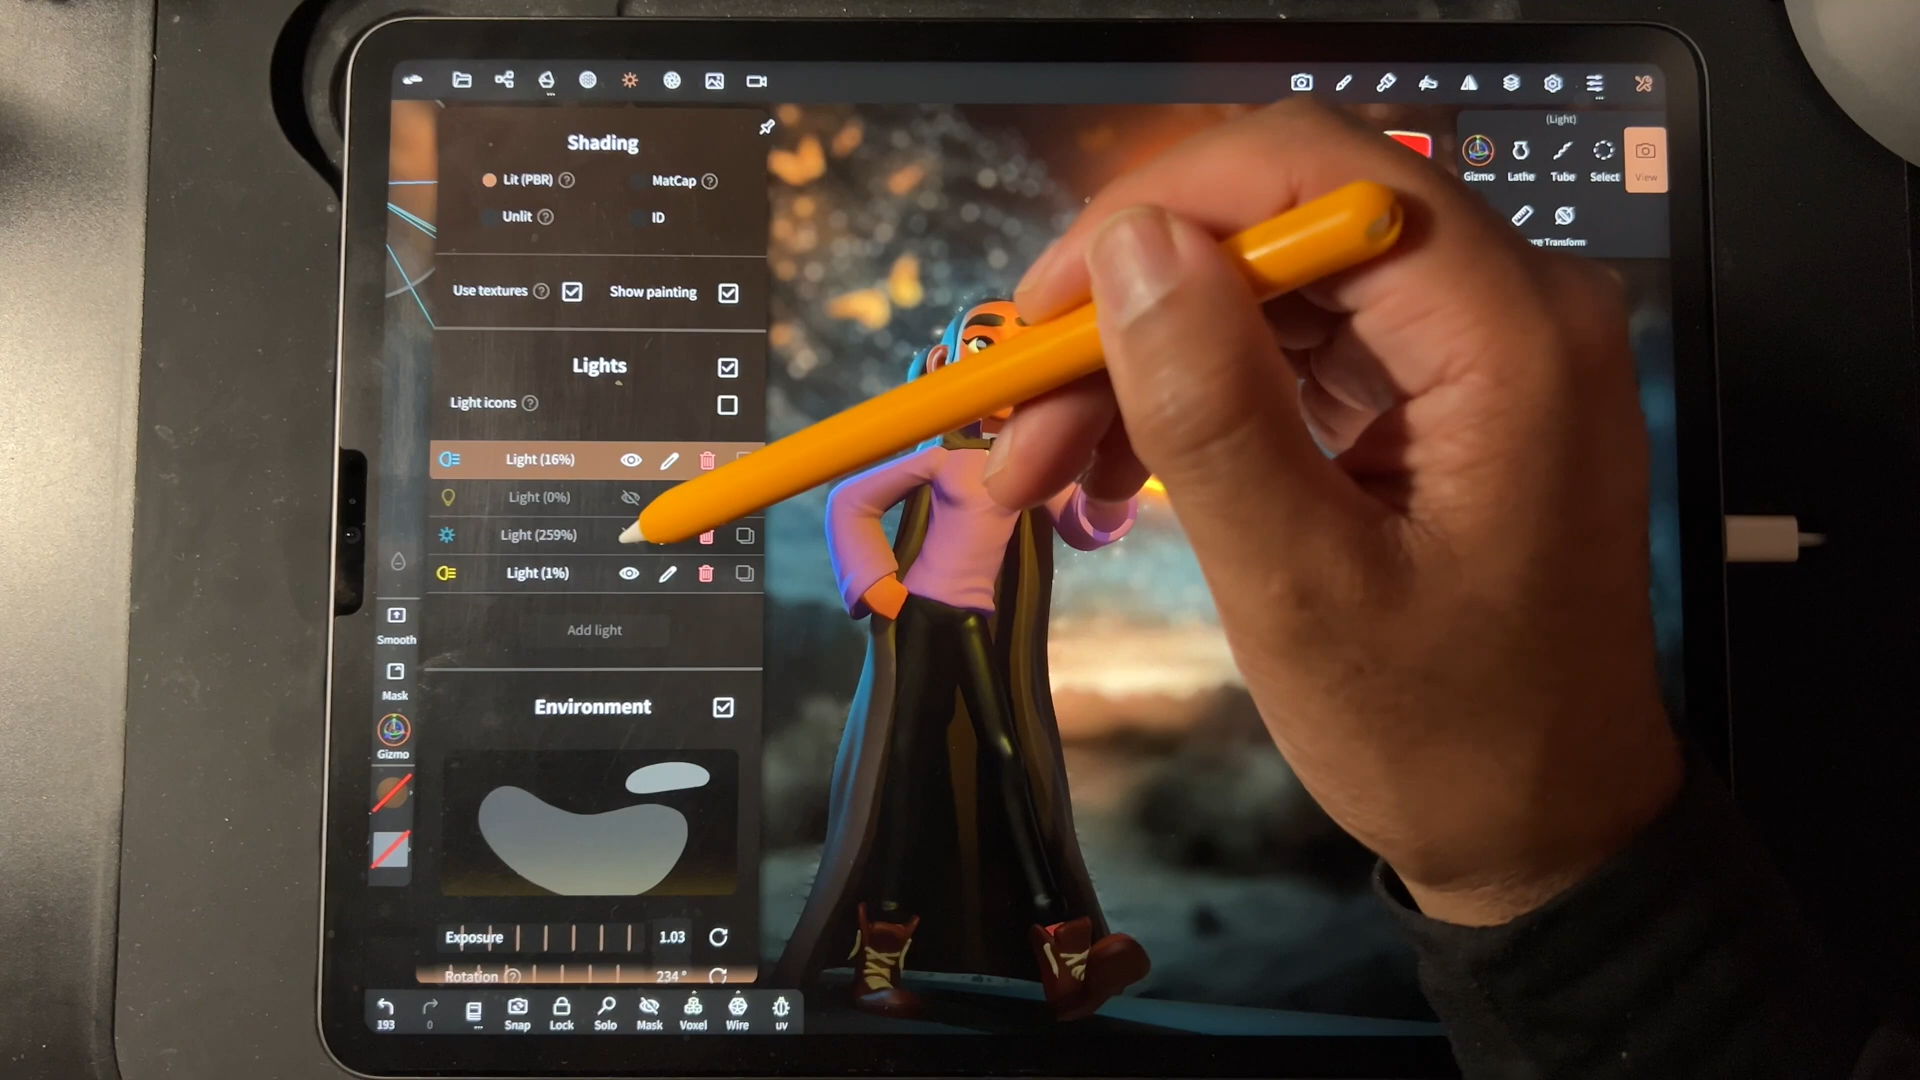 Shading
Lit (PBR) ?
MatCap ?
Unlit ?
ID
Use textures ?
Show painting
Lights
Light icons ?
Light (16%)
Light (0%)
Light (259%)
Light (1%)
Add light
Environment
Exposure 1.03
Rotation ? 234°
Smooth
Mask
Gizmo
193
0
Snap
Lock
Solo
Mask
Voxel
Wire
uv
(Light)
Gizmo
Lathe
Tube
Select
View
Transform